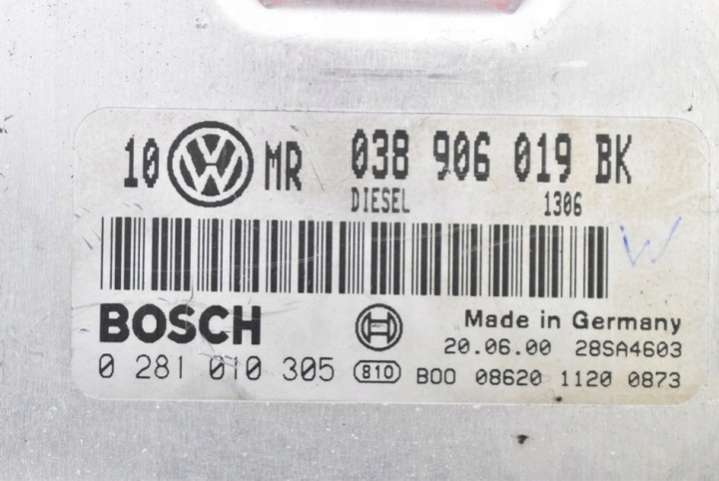 10 VW MR 038 906 019 BK
DIESEL 1306
W
BOSCH Made in Germany
20.06.00 28SA4603
0 281 010 305 810 B00 08620 1120 0873